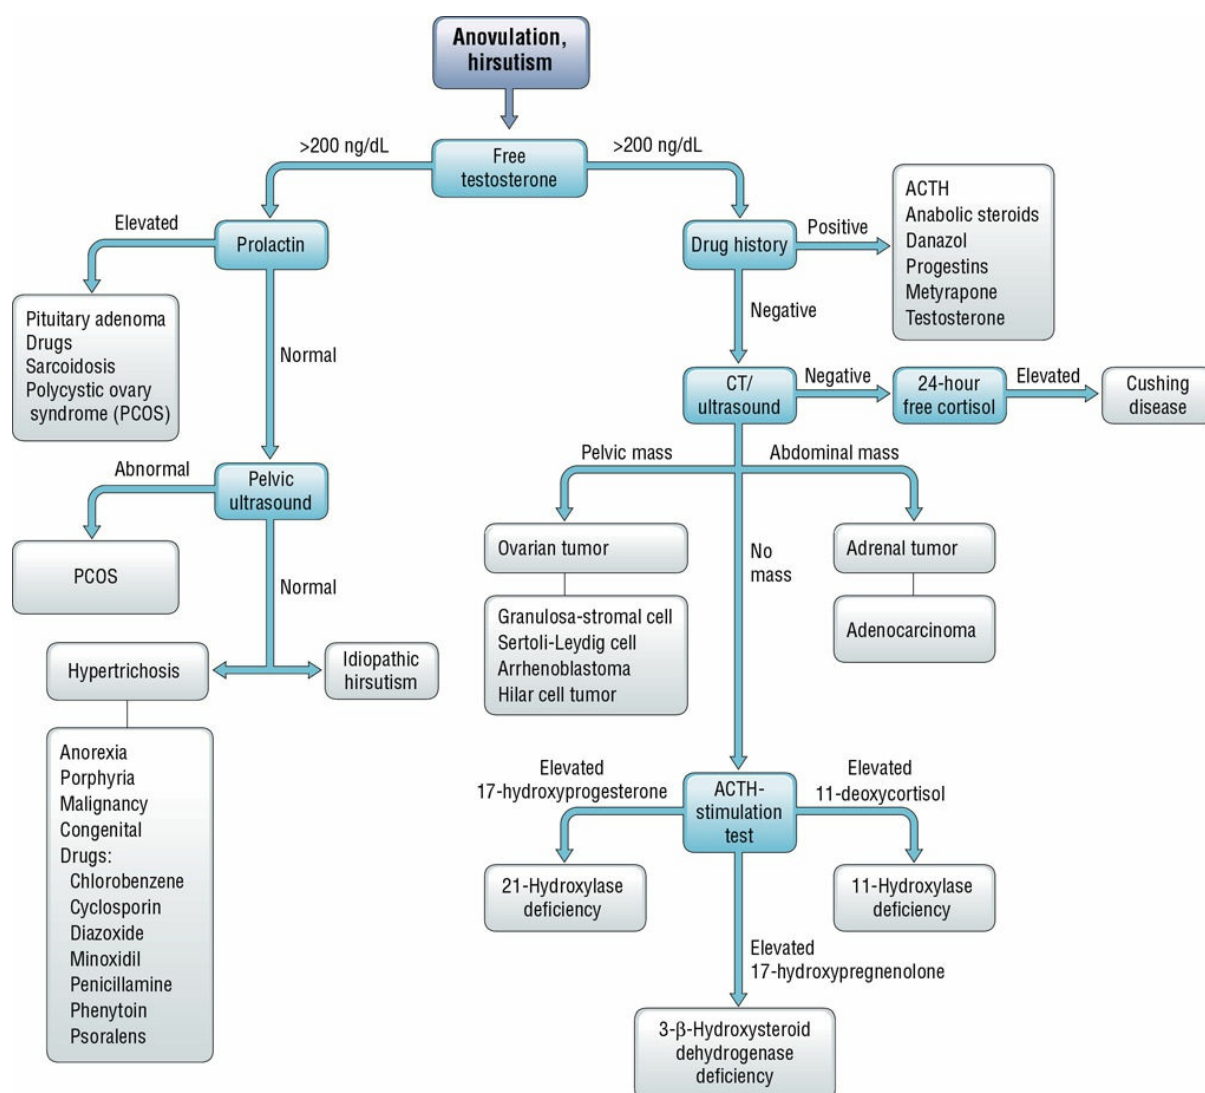 Anovulation,
hirsutism
>200 ng/dL
Free
testosterone
>200 ng/dL
Elevated
Prolactin
Pituitary adenoma
Drugs
Sarcoidosis
Polycystic ovary
syndrome (PCOS)
Normal
Abnormal
Pelvic
ultrasound
PCOS
Normal
Hypertrichosis
Idiopathic
hirsutism
Anorexia
Porphyria
Malignancy
Congenital
Drugs:
Chlorobenzene
Cyclosporin
Diazoxide
Minoxidil
Penicillamine
Phenytoin
Psoralens
Drug history
Positive
ACTH
Anabolic steroids
Danazol
Progestins
Metyrapone
Testosterone
Negative
CT/
ultrasound
Negative
24-hour
free cortisol
Elevated
Cushing
disease
Pelvic mass
Abdominal mass
Ovarian tumor
Granulosa-stromal cell
Sertoli-Leydig cell
Arrhenoblastoma
Hilar cell tumor
No
mass
Adrenal tumor
Adenocarcinoma
Elevated
17-hydroxyprogesterone
ACTH-
stimulation
test
Elevated
11-deoxycortisol
21-Hydroxylase
deficiency
11-Hydroxylase
deficiency
Elevated
17-hydroxypregnenolone
3-β-Hydroxysteroid
dehydrogenase
deficiency